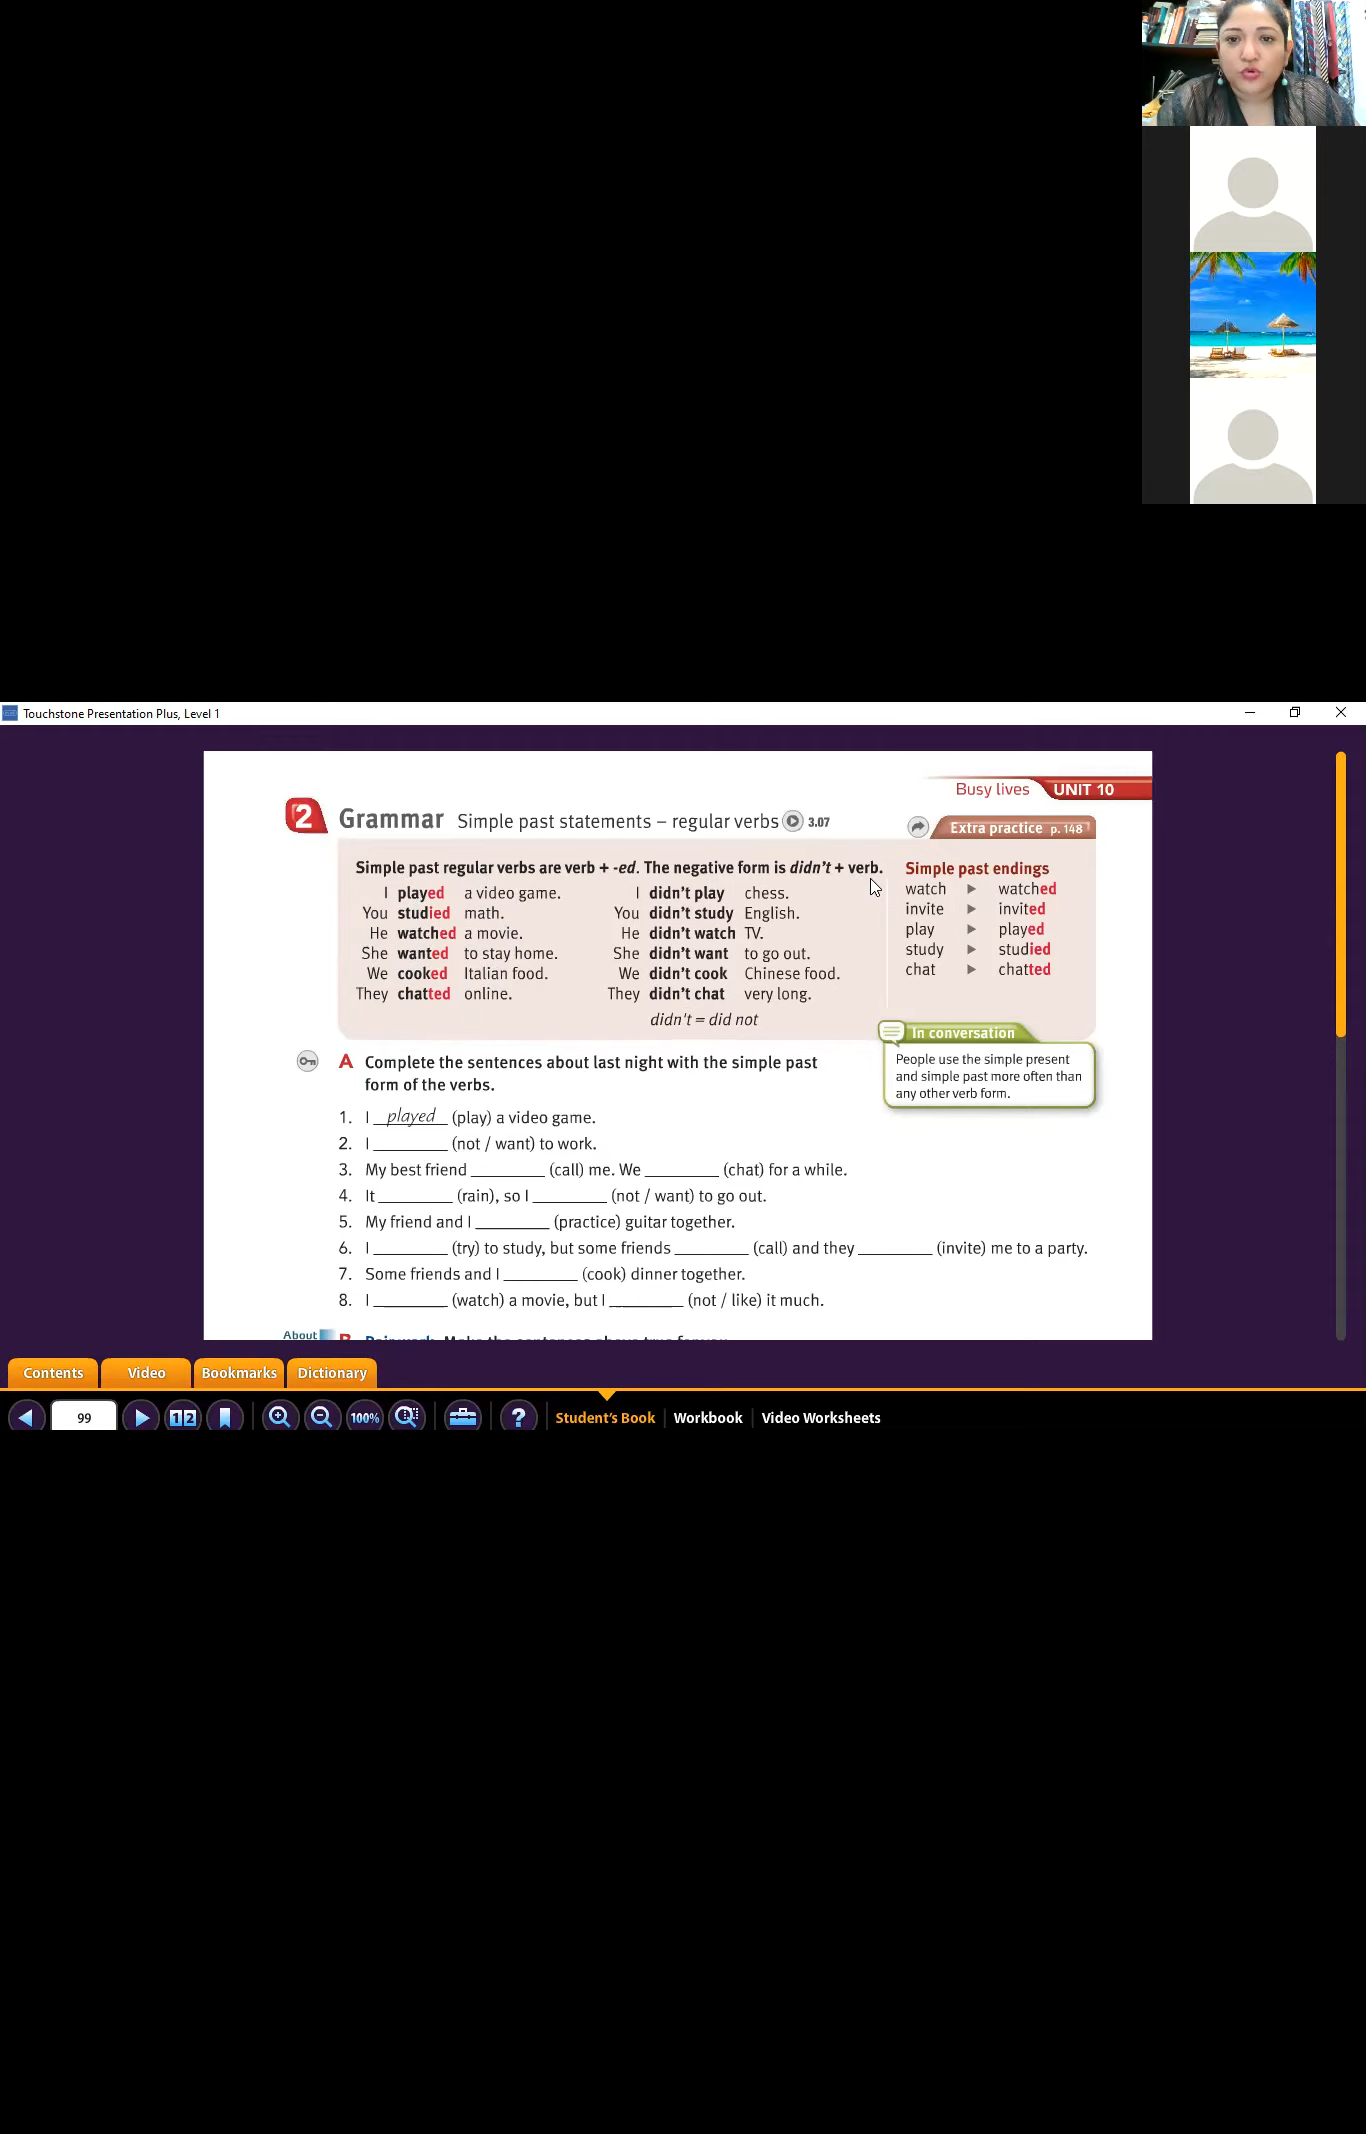 Touchstone Presentation Plus, Level 1
Busy lives UNIT 10
2 Grammar Simple past statements – regular verbs 3.07
Extra practice p. 148
Simple past regular verbs are verb + -ed. The negative form is didn't + verb.
I played a video game. I didn't play chess.
You studied math. You didn't study English.
He watched a movie. He didn't watch TV.
She wanted to stay home. She didn't want to go out.
We cooked Italian food. We didn't cook Chinese food.
They chatted online. They didn't chat very long.
didn't = did not
Simple past endings
watch ▶ watched
invite ▶ invited
play ▶ played
study ▶ studied
chat ▶ chatted
In conversation
People use the simple present
and simple past more often than
any other verb form.
A Complete the sentences about last night with the simple past
form of the verbs.
1. I played (play) a video game.
2. I ________ (not / want) to work.
3. My best friend ________ (call) me. We ________ (chat) for a while.
4. It ________ (rain), so I ________ (not / want) to go out.
5. My friend and I ________ (practice) guitar together.
6. I ________ (try) to study, but some friends ________ (call) and they ________ (invite) me to a party.
7. Some friends and I ________ (cook) dinner together.
8. I ________ (watch) a movie, but I ________ (not / like) it much.
About
Contents Video Bookmarks Dictionary
99 12 100% ? Student's Book Workbook Video Worksheets